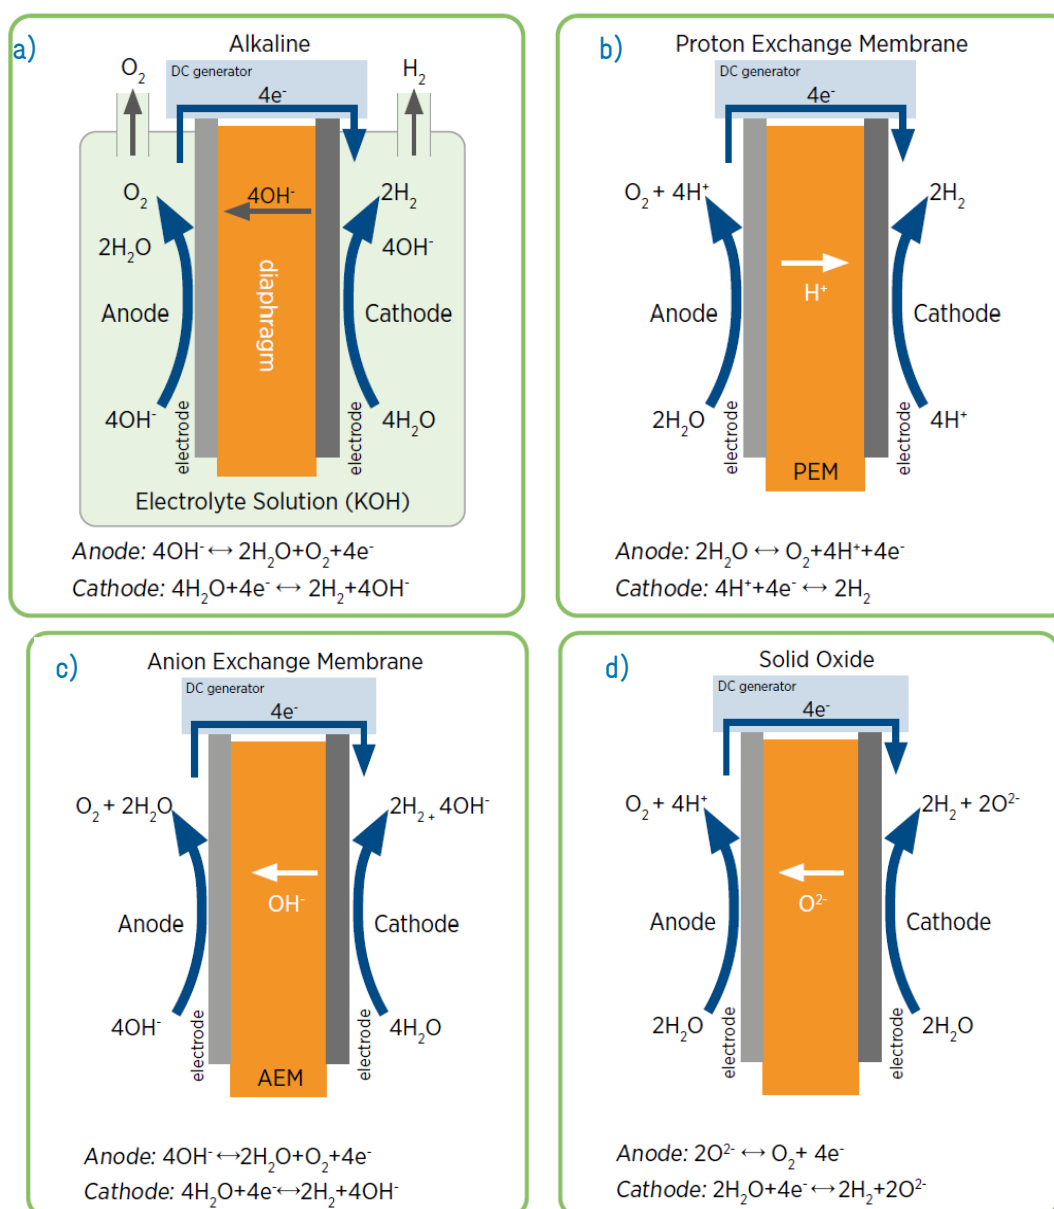 a)
Alkaline
DC generator
4e⁻
O₂
H₂
O₂
4OH⁻
2H₂
2H₂O
4OH⁻
diaphragm
Anode
Cathode
4OH⁻
electrode
electrode
4H₂O
Electrolyte Solution (KOH)
Anode: 4OH⁻ ↔ 2H₂O+O₂+4e⁻
Cathode: 4H₂O+4e⁻ ↔ 2H₂+4OH⁻
b)
Proton Exchange Membrane
DC generator
4e⁻
O₂ + 4H⁺
2H₂
H⁺
Anode
Cathode
2H₂O
electrode
electrode
4H⁺
PEM
Anode: 2H₂O ↔ O₂+4H⁺+4e⁻
Cathode: 4H⁺+4e⁻ ↔ 2H₂
c)
Anion Exchange Membrane
DC generator
4e⁻
O₂ + 2H₂O
2H₂ ₊ 4OH⁻
OH⁻
Anode
Cathode
4OH⁻
electrode
electrode
4H₂O
AEM
Anode: 4OH⁻↔2H₂O+O₂+4e⁻
Cathode: 4H₂O+4e⁻↔2H₂+4OH⁻
d)
Solid Oxide
DC generator
4e⁻
O₂ + 4H⁺
2H₂ + 2O²⁻
O²⁻
Anode
Cathode
2H₂O
electrode
electrode
2H₂O
Anode: 2O²⁻ ↔ O₂+ 4e⁻
Cathode: 2H₂O+4e⁻↔2H₂+2O²⁻